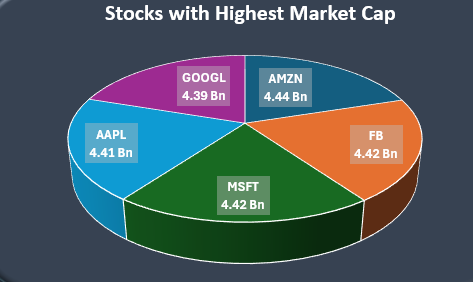 Stocks with Highest Market Cap
GOOGL
4.39 Bn
AMZN
4.44 Bn
AAPL
4.41 Bn
FB
4.42 Bn
MSFT
4.42 Bn